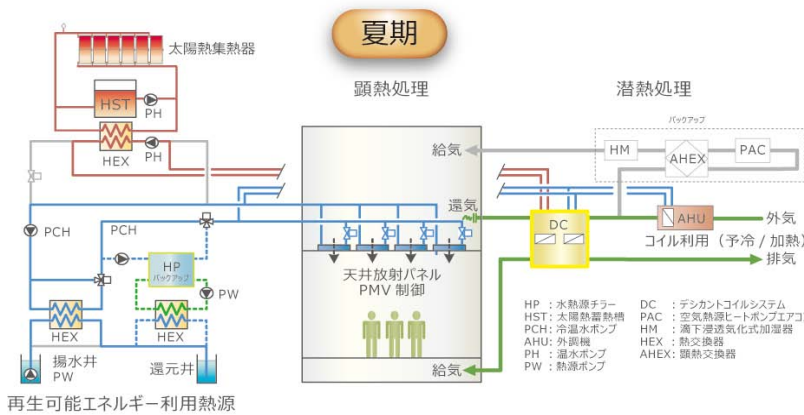 夏期
太陽熱集熱器
HST
PH
HEX
PH
顕熱処理
潜熱処理
バックアップ
HM
AHEX
PAC
給気
還気
DC
AHU
外気
コイル利用（予冷 / 加熱）
排気
PCH
PCH
HP
バックアップ
PW
HEX
HEX
揚水井
PW
還元井
再生可能エネルギー利用熱源
天井放射パネル
PMV 制御
給気
HP ：水熱源チラー
HST：太陽熱蓄熱槽
PCH：冷温水ポンプ
AHU：外調機
PH ：温水ポンプ
PW ：熱源ポンプ
DC ：デシカントコイルシステム
PAC ：空気熱源ヒートポンプエアコン
HM ：滴下浸透気化式加湿器
HEX ：熱交換器
AHEX：顕熱交換器